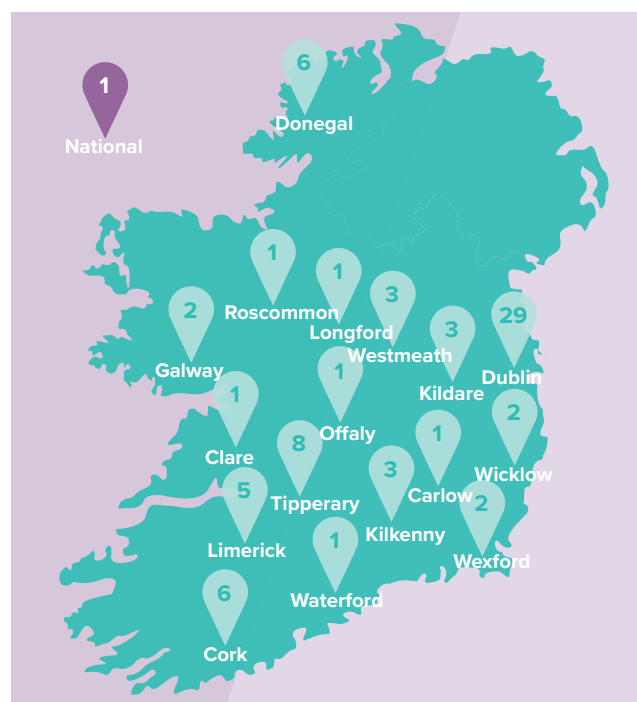 6
Donegal
1
National
1
Roscommon
1
Longford
3
Westmeath
2
Galway
3
Kildare
29
Dublin
1
Offaly
1
Clare
2
Wicklow
8
Tipperary
1
Carlow
3
Kilkenny
5
Limerick
2
Wexford
1
Waterford
6
Cork